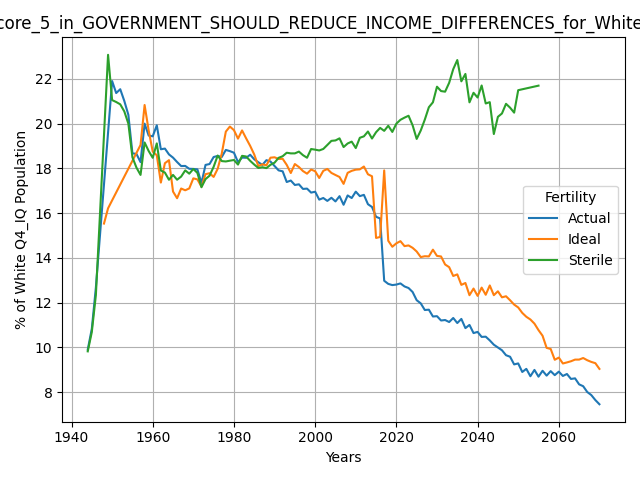 core_5_in_GOVERNMENT_SHOULD_REDUCE_INCOME_DIFFERENCES_for_White
% of White Q4_IQ Population
22
20
18
16
14
12
10
8
Fertility
Actual
Ideal
Sterile
1940 1960 1980 2000 2020 2040 2060
Years